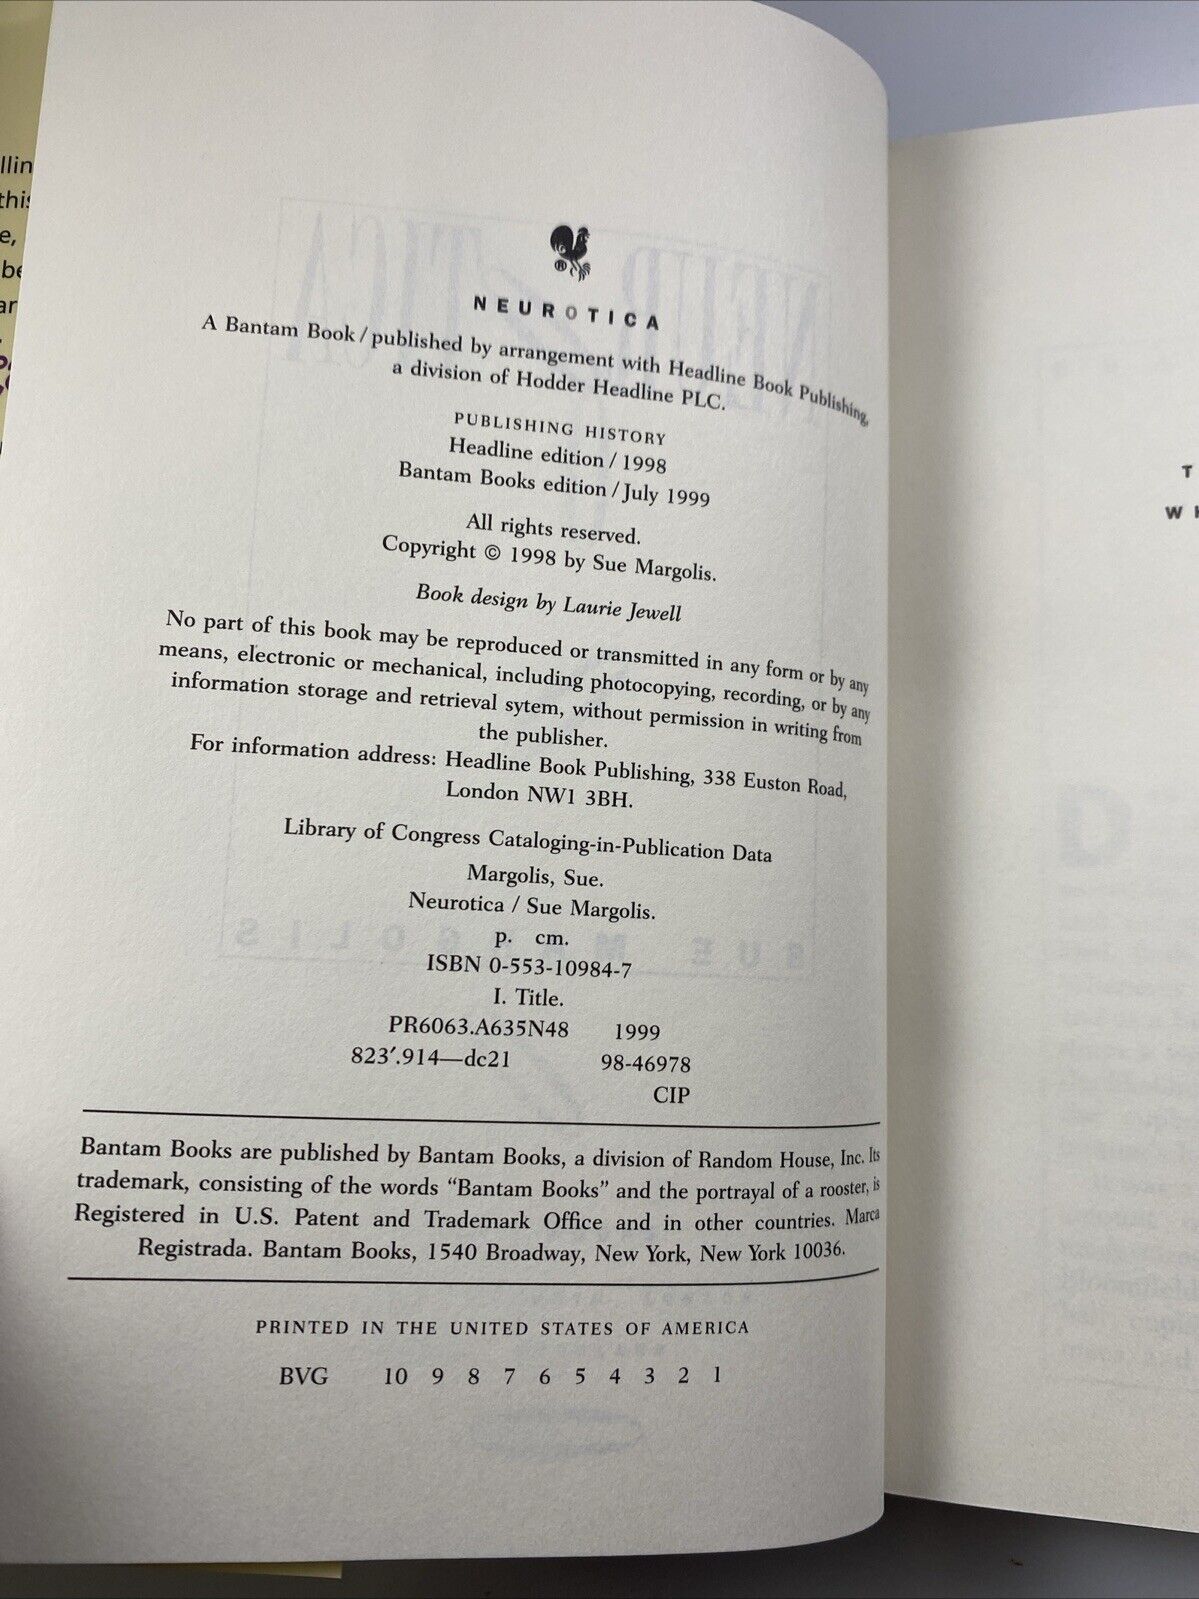 llin
this
e,
be
ar
®
NEUROTICA
A Bantam Book / published by arrangement with Headline Book Publishing,
a division of Hodder Headline PLC.
PUBLISHING HISTORY
Headline edition / 1998
Bantam Books edition / July 1999
All rights reserved.
Copyright © 1998 by Sue Margolis.
Book design by Laurie Jewell
No part of this book may be reproduced or transmitted in any form or by any
means, electronic or mechanical, including photocopying, recording, or by any
information storage and retrieval sytem, without permission in writing from
the publisher.
For information address: Headline Book Publishing, 338 Euston Road,
London NW1 3BH.
Library of Congress Cataloging-in-Publication Data
Margolis, Sue.
Neurotica / Sue Margolis.
p. cm.
ISBN 0-553-10984-7
I. Title.
PR6063.A635N48 1999
823′.914—dc21 98-46978
CIP
Bantam Books are published by Bantam Books, a division of Random House, Inc. Its
trademark, consisting of the words “Bantam Books” and the portrayal of a rooster, is
Registered in U.S. Patent and Trademark Office and in other countries. Marca
Registrada. Bantam Books, 1540 Broadway, New York, New York 10036.
PRINTED IN THE UNITED STATES OF AMERICA
BVG 10 9 8 7 6 5 4 3 2 1
T
WH